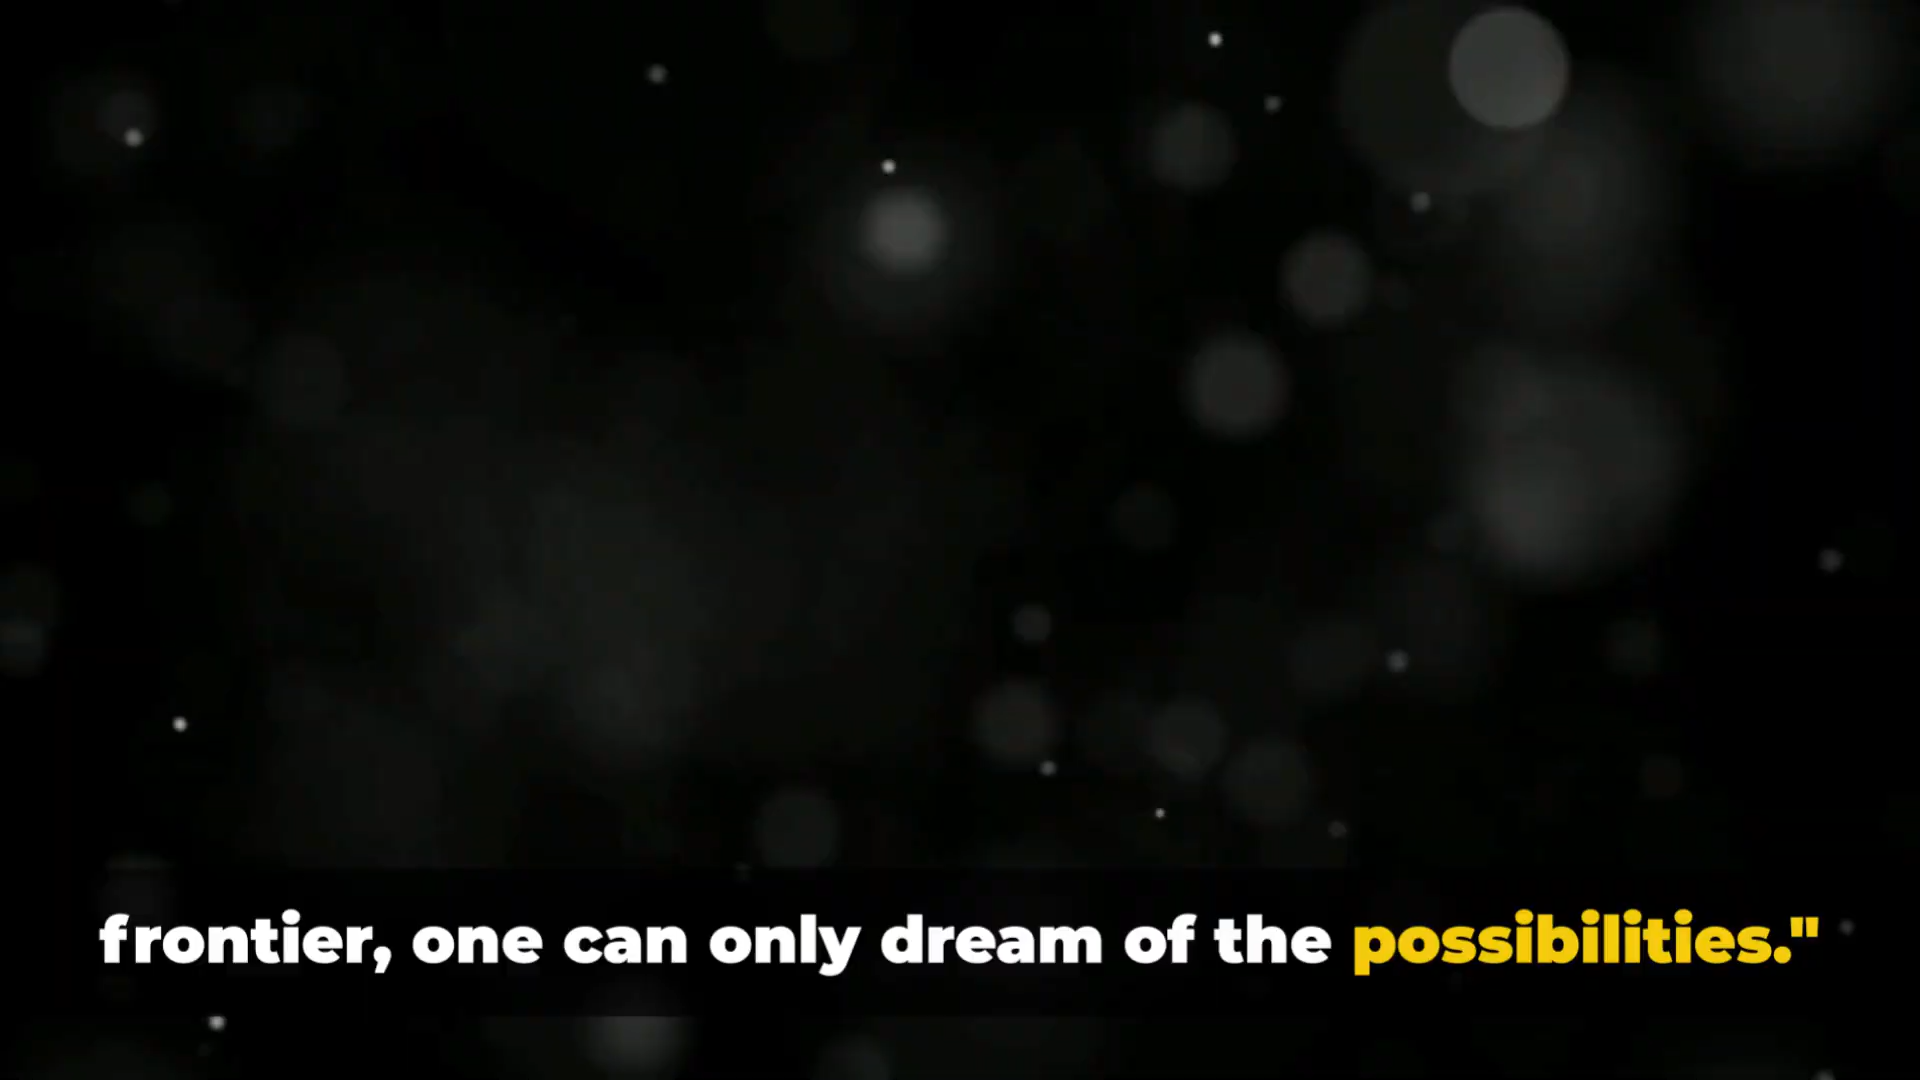 frontier, one can only dream of the possibilities."